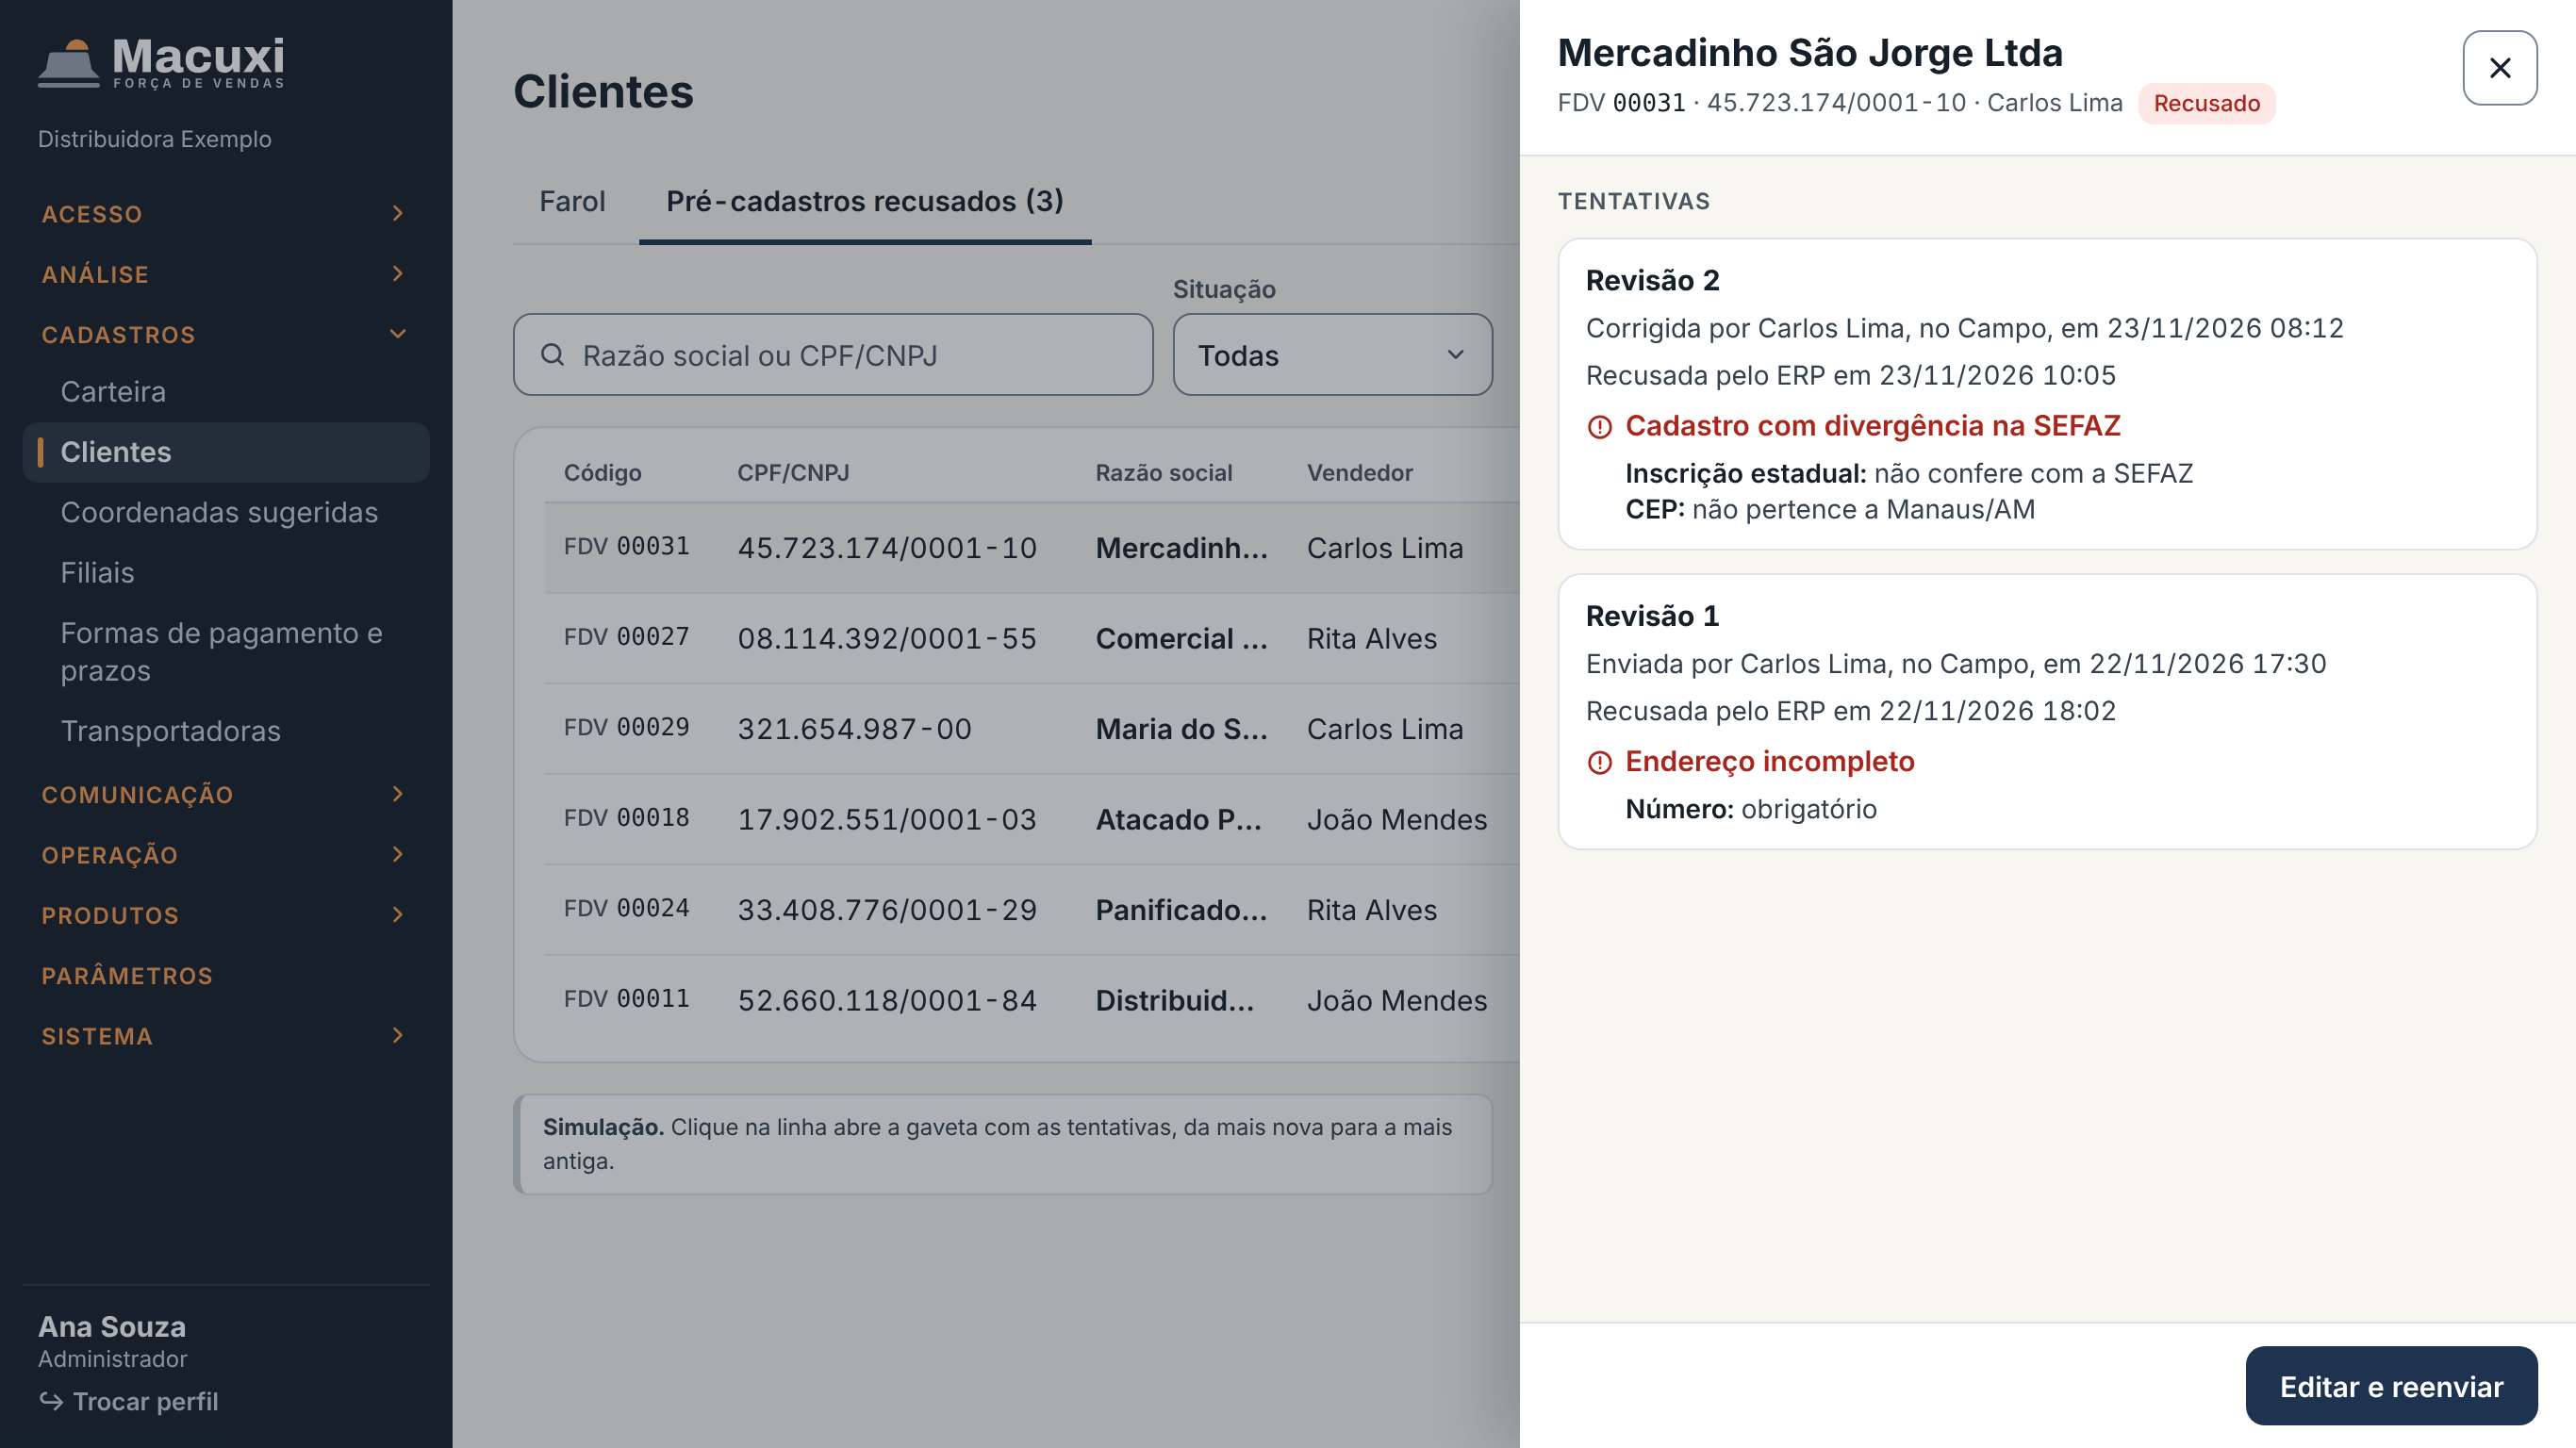 Macuxi
FORÇA DE VENDAS
Distribuidora Exemplo
ACESSO
ANÁLISE
CADASTROS
Carteira
Clientes
Coordenadas sugeridas
Filiais
Formas de pagamento e
prazos
Transportadoras
COMUNICAÇÃO
OPERAÇÃO
PRODUTOS
PARÂMETROS
SISTEMA
Ana Souza
Administrador
Trocar perfil
Clientes
Farol
Pré-cadastros recusados (3)
Situação
Razão social ou CPF/CNPJ
Todas
Código CPF/CNPJ Razão social Vendedor
FDV 00031 45.723.174/0001-10 Mercadinh... Carlos Lima
FDV 00027 08.114.392/0001-55 Comercial ... Rita Alves
FDV 00029 321.654.987-00 Maria do S... Carlos Lima
FDV 00018 17.902.551/0001-03 Atacado P... João Mendes
FDV 00024 33.408.776/0001-29 Panificado... Rita Alves
FDV 00011 52.660.118/0001-84 Distribuid... João Mendes
Simulação. Clique na linha abre a gaveta com as tentativas, da mais nova para a mais
antiga.
Mercadinho São Jorge Ltda
FDV 00031 · 45.723.174/0001-10 · Carlos Lima Recusado
TENTATIVAS
Revisão 2
Corrigida por Carlos Lima, no Campo, em 23/11/2026 08:12
Recusada pelo ERP em 23/11/2026 10:05
Cadastro com divergência na SEFAZ
Inscrição estadual: não confere com a SEFAZ
CEP: não pertence a Manaus/AM
Revisão 1
Enviada por Carlos Lima, no Campo, em 22/11/2026 17:30
Recusada pelo ERP em 22/11/2026 18:02
Endereço incompleto
Número: obrigatório
Editar e reenviar